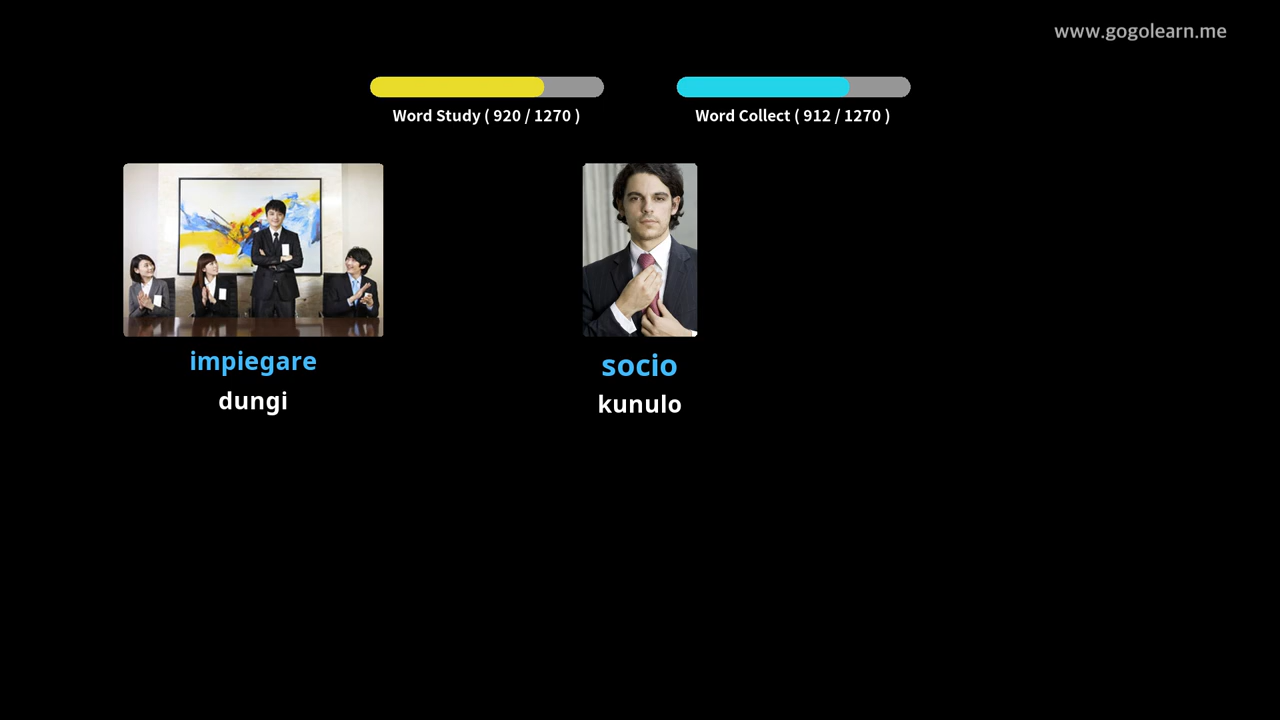 www.gogolearn.me
Word Study ( 920 / 1270 )
Word Collect ( 912 / 1270 )
impiegare
dungi
socio
kunulo